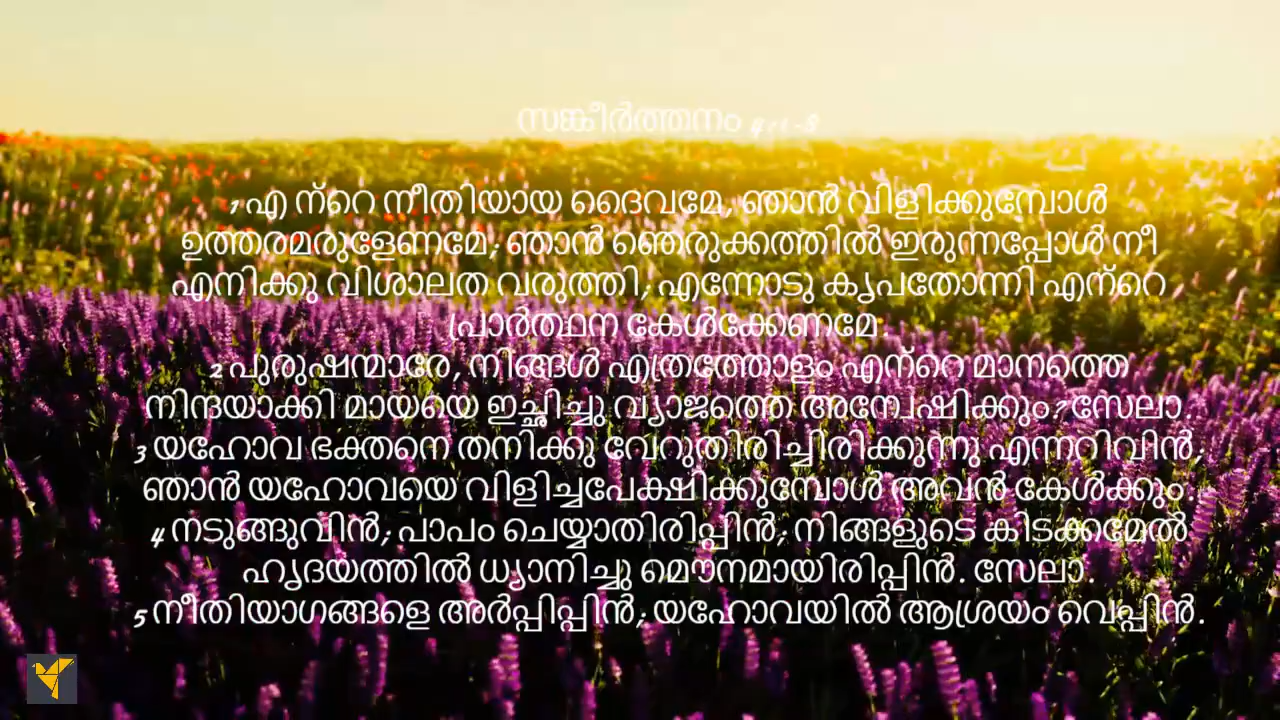 സങ്കീർത്തനം 4:1-5
1 എ ന്റെ നീതിയായ ദൈവമേ, ഞാൻ വിളിക്കുമ്പോൾ
ഉത്തരമരുളേണമേ; ഞാൻ ഞെരുക്കത്തിൽ ഇരുന്നപ്പോൾ നീ
എനിക്കു വിശാലത വരുത്തി; എന്നോടു കൃപതോന്നി എന്റെ
പ്രാർത്ഥന കേൾക്കേണമേ.
2 പുരുഷന്മാരേ, നിങ്ങൾ എത്രത്തോളം എന്റെ മാനത്തെ
നിന്ദയാക്കി മായയെ ഇച്ഛിച്ചു വ്യാജത്തെ അന്വേഷിക്കും? സേലാ.
3 യഹോവ ഭക്തനെ തനിക്കു വേറുതിരിച്ചിരിക്കുന്നു എന്നറിവിൻ;
ഞാൻ യഹോവയെ വിളിച്ചപേക്ഷിക്കുമ്പോൾ അവൻ കേൾക്കും.
4 നടുങ്ങുവിൻ; പാപം ചെയ്യാതിരിപ്പിൻ; നിങ്ങളുടെ കിടക്കമേൽ
ഹൃദയത്തിൽ ധ്യാനിച്ചു മൌനമായിരിപ്പിൻ. സേലാ.
5 നീതിയാഗങ്ങളെ അർപ്പിപ്പിൻ; യഹോവയിൽ ആശ്രയം വെപ്പിൻ.